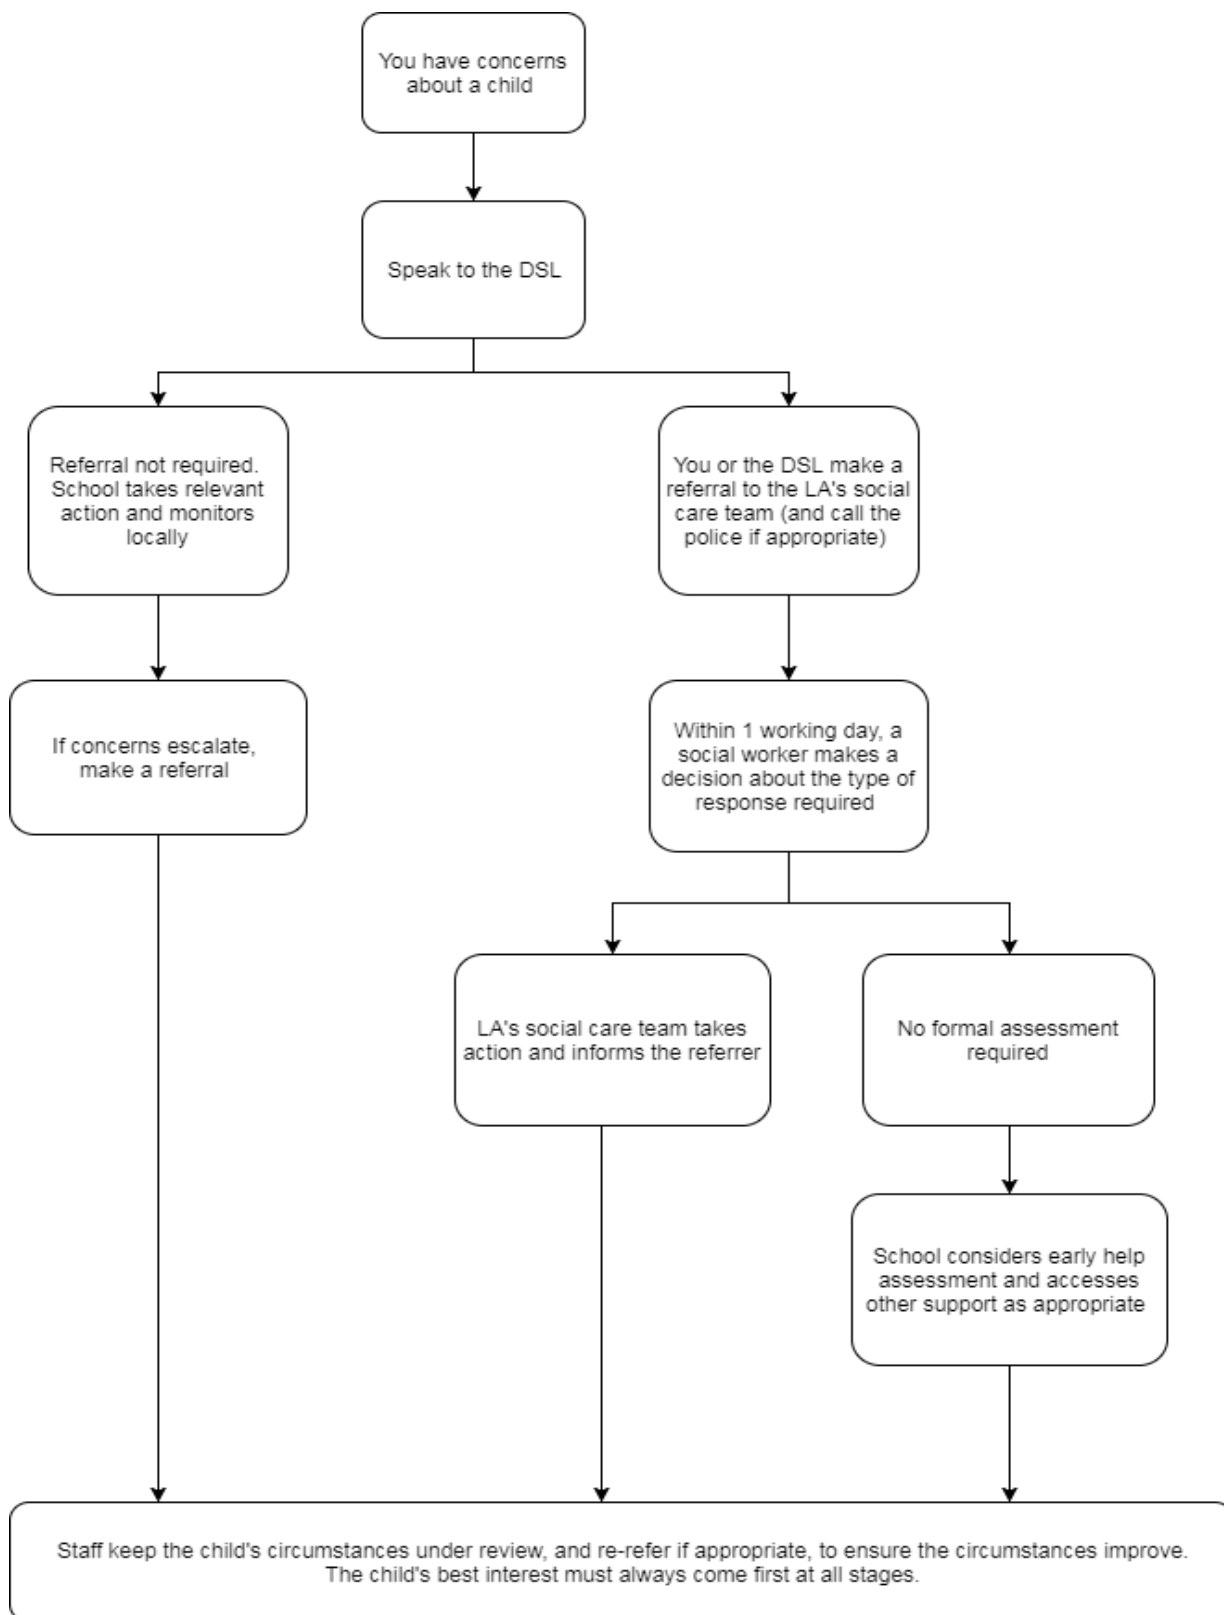 You have concerns
about a child
Speak to the DSL
Referral not required.
School takes relevant
action and monitors
locally
You or the DSL make a
referral to the LA's social
care team (and call the
police if appropriate)
If concerns escalate,
make a referral
Within 1 working day, a
social worker makes a
decision about the type of
response required
LA's social care team takes
action and informs the referrer
No formal assessment
required
School considers early help
assessment and accesses
other support as appropriate
Staff keep the child's circumstances under review, and re-refer if appropriate, to ensure the circumstances improve.
The child's best interest must always come first at all stages.